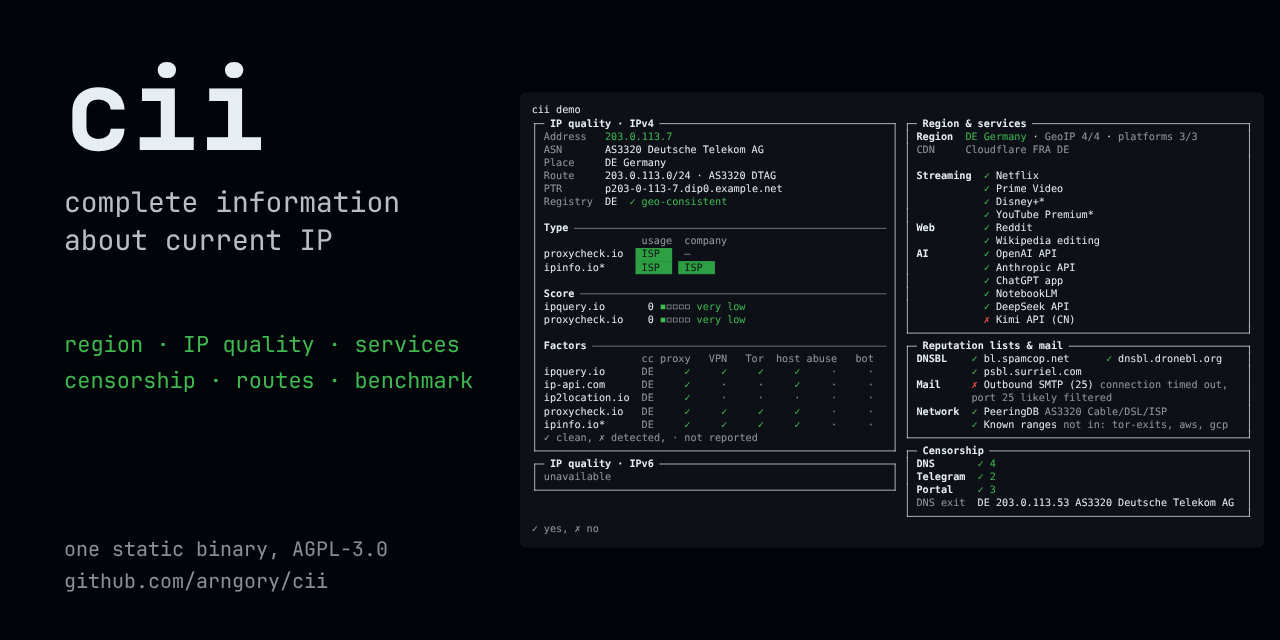 cii
complete information
about current IP
region · IP quality · services
censorship · routes · benchmark
one static binary, AGPL-3.0
github.com/arngory/cii
cii demo
IP quality · IPv4
Address 203.0.113.7
ASN AS3320 Deutsche Telekom AG
Place DE Germany
Route 203.0.113.0/24 · AS3320 DTAG
PTR p203-0-113-7.dip0.example.net
Registry DE ✓ geo-consistent
Type
usage company
proxycheck.io ISP —
ipinfo.io* ISP ISP
Score
ipquery.io 0 ■□□□□ very low
proxycheck.io 0 ■□□□□ very low
Factors
cc proxy VPN Tor host abuse bot
ipquery.io DE ✓ ✓ ✓ ✓ · ·
ip-api.com DE ✓ · · ✓ · ·
ip2location.io DE ✓ · · · · ·
proxycheck.io DE ✓ ✓ ✓ ✓ · ·
ipinfo.io* DE ✓ ✓ ✓ ✓ · ·
✓ clean, ✗ detected, · not reported
IP quality · IPv6
unavailable
✓ yes, ✗ no
Region & services
Region DE Germany · GeoIP 4/4 · platforms 3/3
CDN Cloudflare FRA DE
Streaming ✓ Netflix
✓ Prime Video
✓ Disney+*
✓ YouTube Premium*
Web ✓ Reddit
✓ Wikipedia editing
AI ✓ OpenAI API
✓ Anthropic API
✓ ChatGPT app
✓ NotebookLM
✓ DeepSeek API
✗ Kimi API (CN)
Reputation lists & mail
DNSBL ✓ bl.spamcop.net ✓ dnsbl.dronebl.org
✓ psbl.surriel.com
Mail ✗ Outbound SMTP (25) connection timed out,
port 25 likely filtered
Network ✓ PeeringDB AS3320 Cable/DSL/ISP
✓ Known ranges not in: tor-exits, aws, gcp
Censorship
DNS ✓ 4
Telegram ✓ 2
Portal ✓ 3
DNS exit DE 203.0.113.53 AS3320 Deutsche Telekom AG